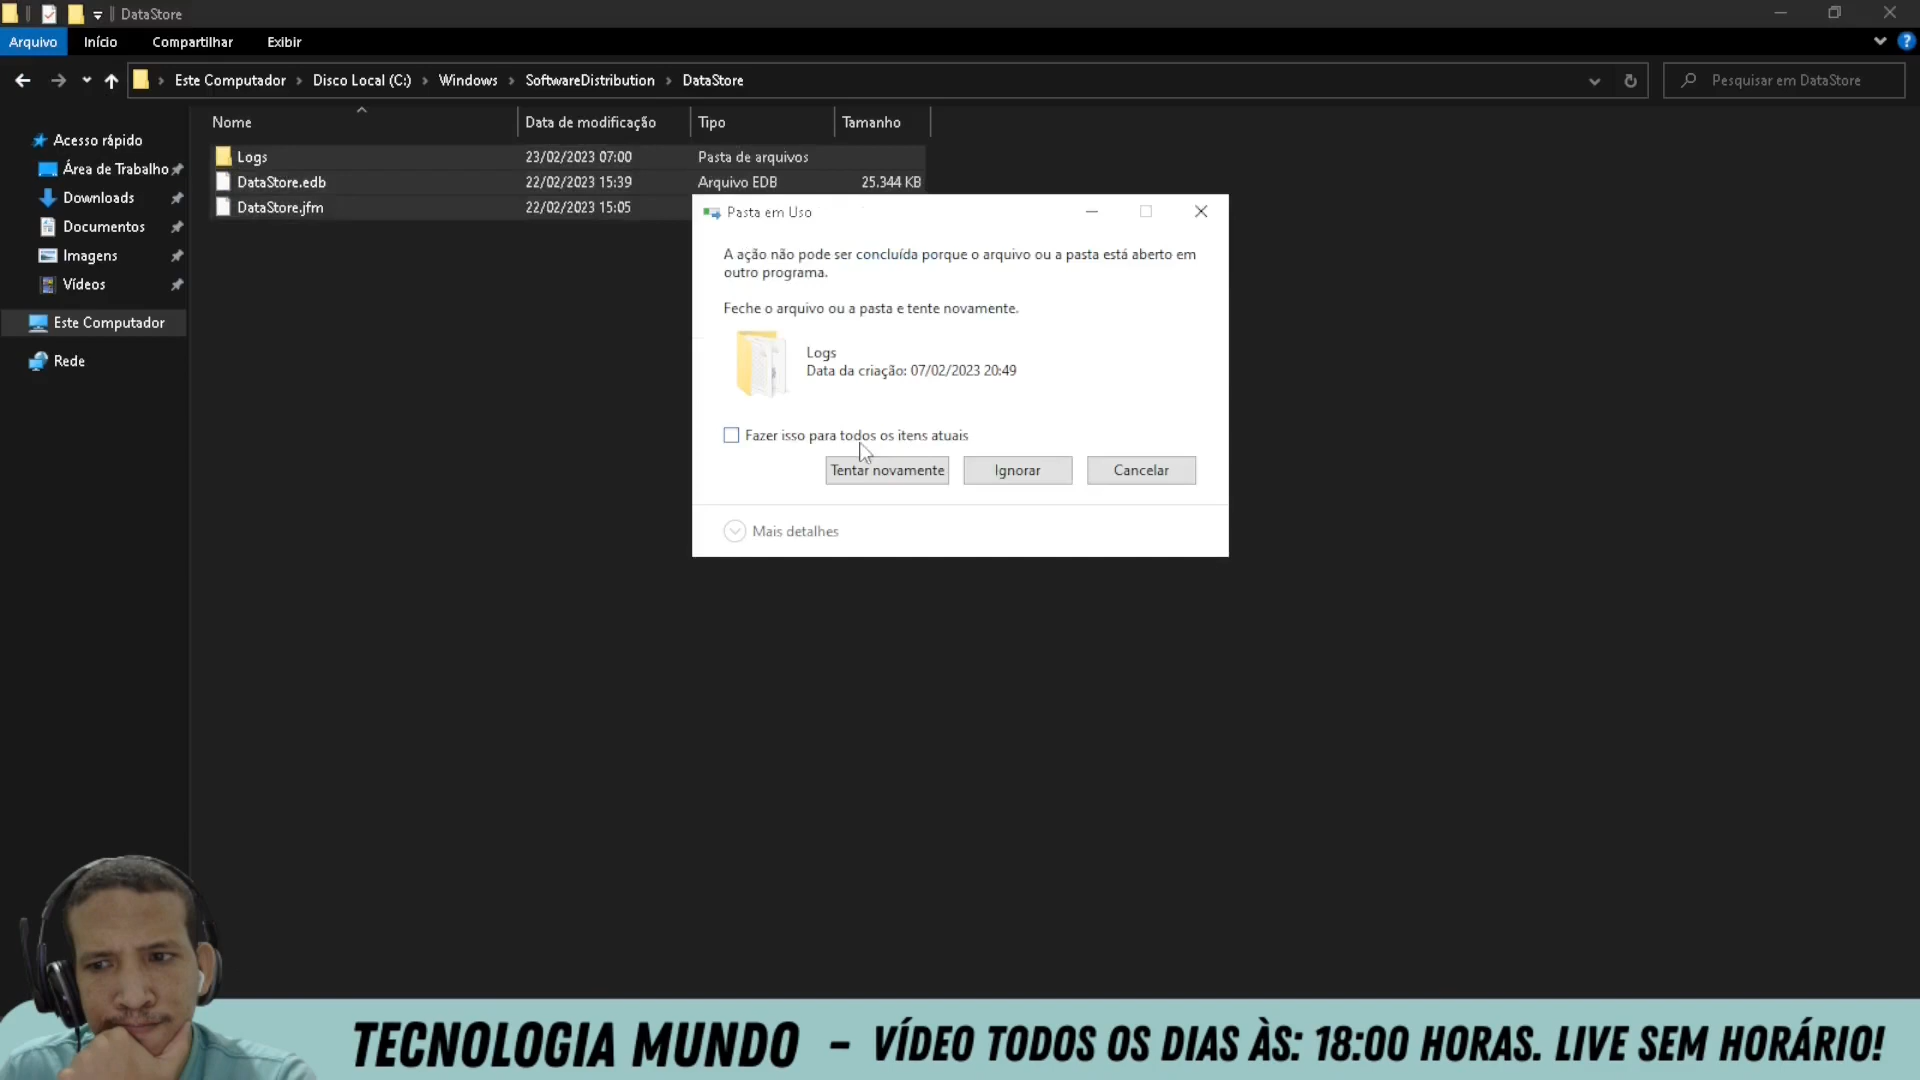 DataStore
Arquivo Início Compartilhar Exibir
Este Computador Disco Local (C:) Windows SoftwareDistribution DataStore Pesquisar em DataStore
Nome Data de modificação Tipo Tamanho
Acesso rápido
Área de Trabalho
Downloads
Documentos
Imagens
Vídeos
Este Computador
Rede
Logs 23/02/2023 07:00 Pasta de arquivos
DataStore.edb 22/02/2023 15:39 Arquivo EDB 25.344 KB
DataStore.jfm 22/02/2023 15:05
Pasta em Uso
A ação não pode ser concluída porque o arquivo ou a pasta está aberto em
outro programa.
Feche o arquivo ou a pasta e tente novamente.
Logs
Data da criação: 07/02/2023 20:49
Fazer isso para todos os itens atuais
Tentar novamente Ignorar Cancelar
Mais detalhes
TECNOLOGIA MUNDO - VÍDEO TODOS OS DIAS ÀS: 18:00 HORAS. LIVE SEM HORÁRIO!